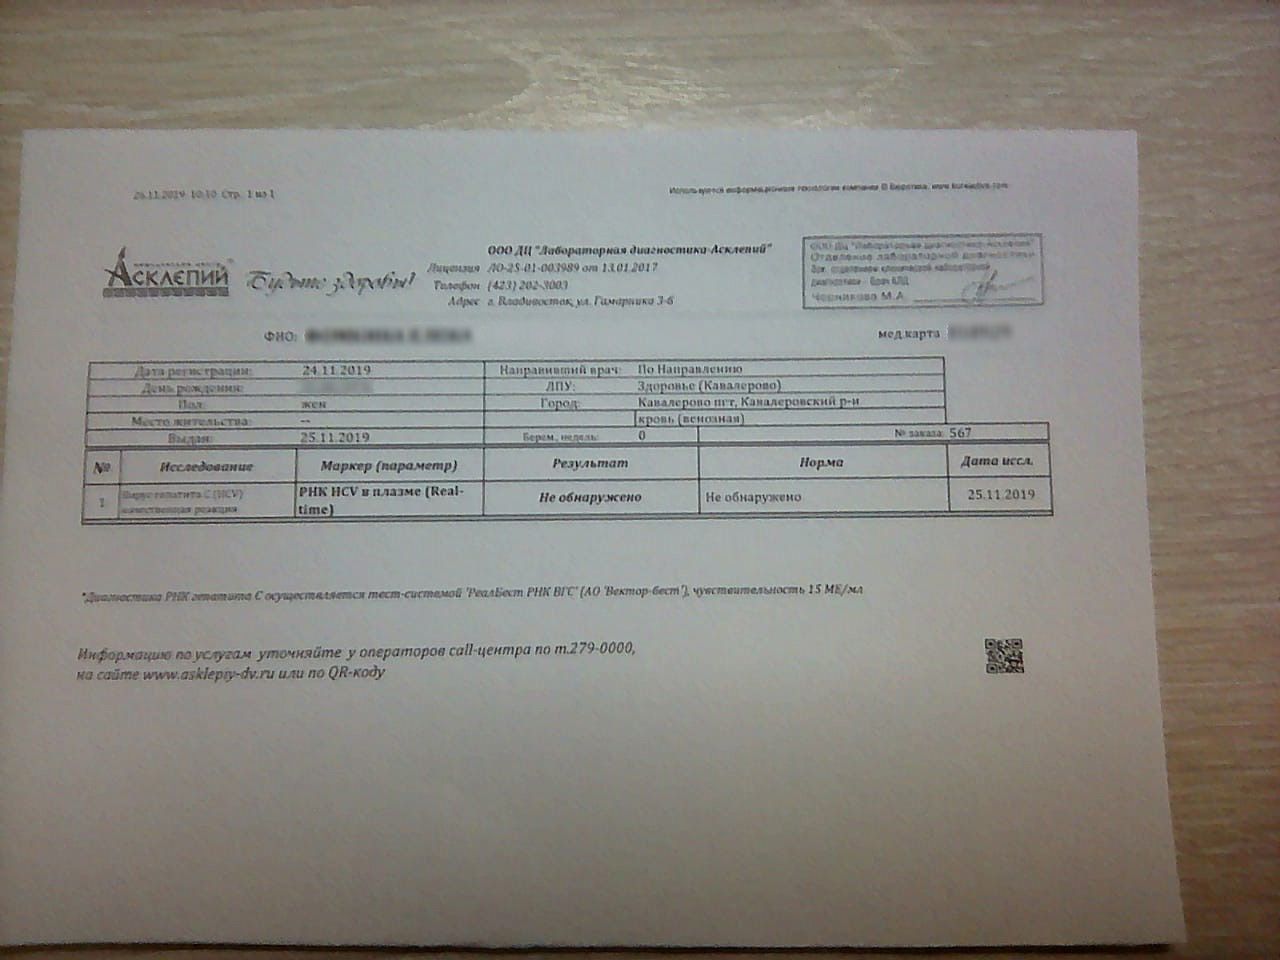 26.11.2019 10:10 Стр. 1 из 1
Используется информационная технология компании © Бюротика, www.
АСКЛЕПИЙ
Будьте здоровы!
ООО ДЦ "Лабораторная диагностика-Асклепий"
Лицензия ЛО-25-01-003989 от 13.01.2017
Телефон (423) 202-3003
Адрес г. Владивосток, ул. Гамарника 3-б
ООО ДЦ "Лабораторная диагностика-Асклепий"
Отделение лабораторной диагностики
Зав. отделением клинической лабораторной
диагностики - Врач КЛД
Черникова М.А.
ФИО:
мед.карта
Дата регистрации: 24.11.2019 Направивший врач: По Направлению
День рождения: ЛПУ: Здоровье (Кавалерово)
Пол: жен Город: Кавалерово пгт, Кавалеровский р-н
Место жительства: -- кровь (венозная)
Выдан: 25.11.2019 Берем., недель: 0 № заказа: 567
№ Исследование Маркер (параметр) Результат Норма Дата иссл.
1 Вирус гепатита С (HCV) качественная реакция РНК HCV в плазме (Real-time) Не обнаружено Не обнаружено 25.11.2019
*Диагностика РНК гепатита С осуществляется тест-системой 'РеалБест РНК ВГС' (АО 'Вектор-бест'), чувствительность 15 МЕ/мл
Информацию по услугам уточняйте у операторов call-центра по т.279-0000,
на сайте www.asklepiy-dv.ru или по QR-коду